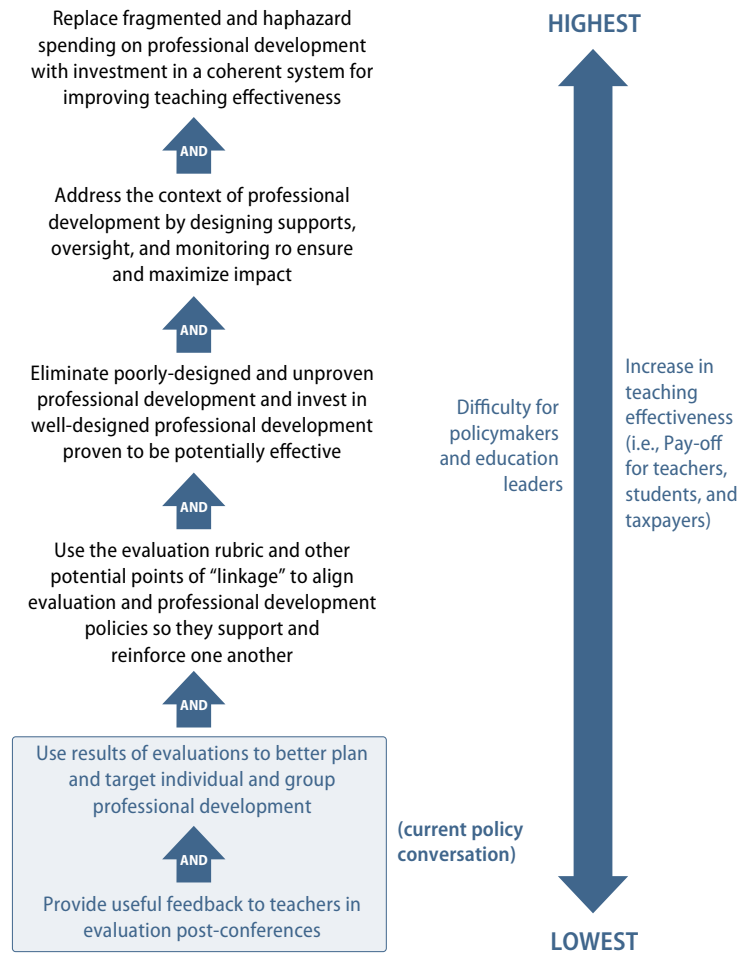 Replace fragmented and haphazard
spending on professional development
with investment in a coherent system for
improving teaching effectiveness
AND
Address the context of professional
development by designing supports,
oversight, and monitoring ro ensure
and maximize impact
AND
Eliminate poorly-designed and unproven
professional development and invest in
well-designed professional development
proven to be potentially effective
AND
Use the evaluation rubric and other
potential points of “linkage” to align
evaluation and professional development
policies so they support and
reinforce one another
AND
Use results of evaluations to better plan
and target individual and group
professional development
AND
Provide useful feedback to teachers in
evaluation post-conferences
(current policy
conversation)
HIGHEST
Difficulty for
policymakers
and education
leaders
Increase in
teaching
effectiveness
(i.e., Pay-off
for teachers,
students, and
taxpayers)
LOWEST